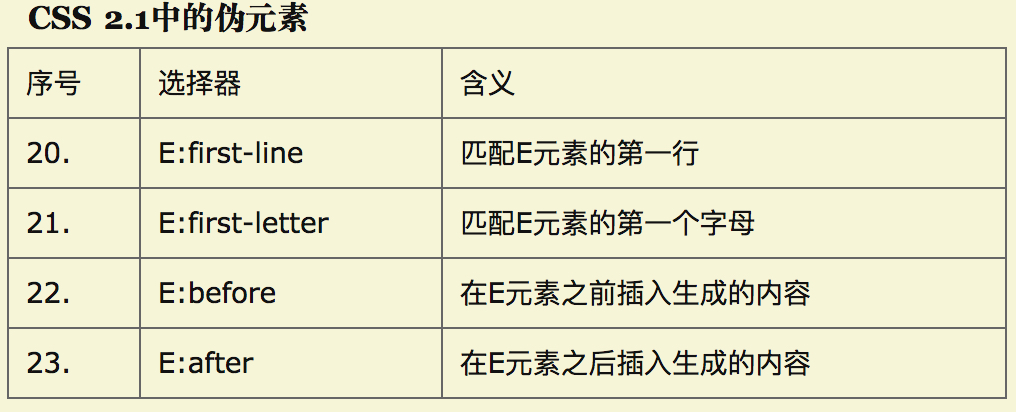 CSS 2.1中的伪元素
序号 选择器 含义
20. E:first-line 匹配E元素的第一行
21. E:first-letter 匹配E元素的第一个字母
22. E:before 在E元素之前插入生成的内容
23. E:after 在E元素之后插入生成的内容